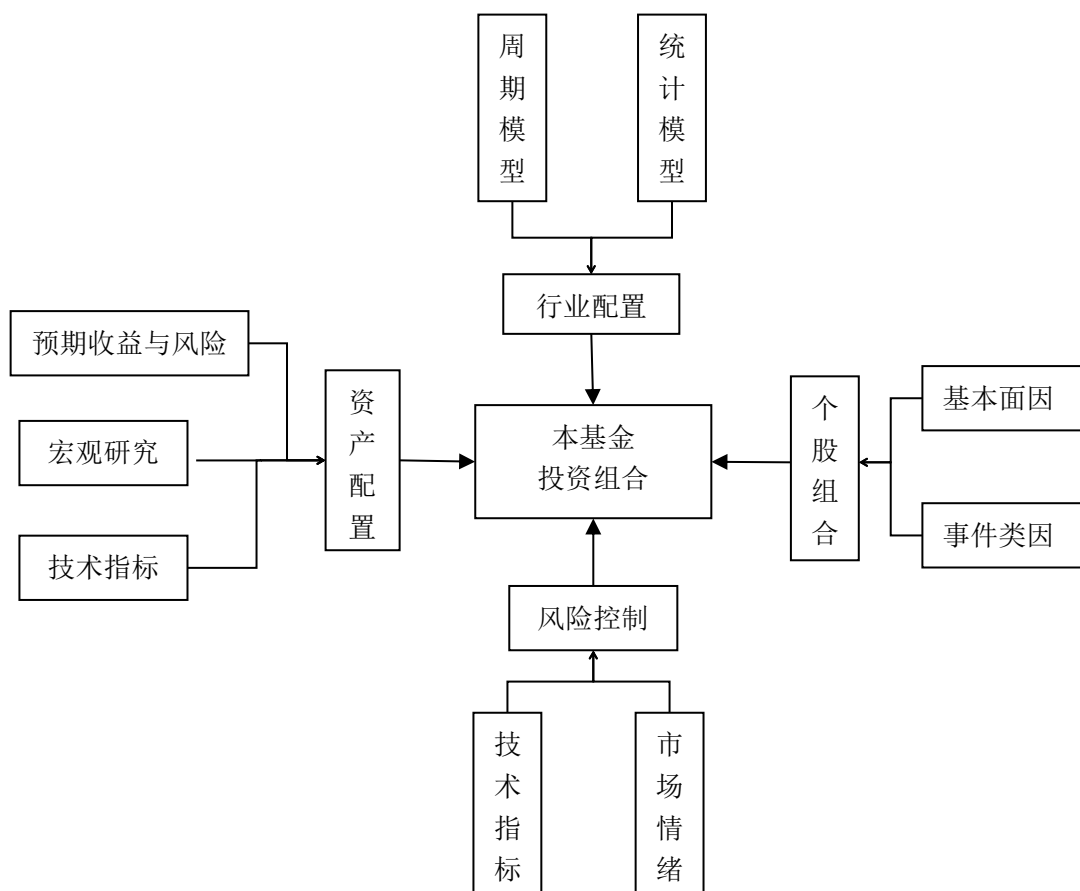 周期模型
统计模型
行业配置
预期收益与风险
宏观研究
技术指标
资产配置
本基金
投资组合
个股组合
基本面因
事件类因
风险控制
技术指标
市场情绪